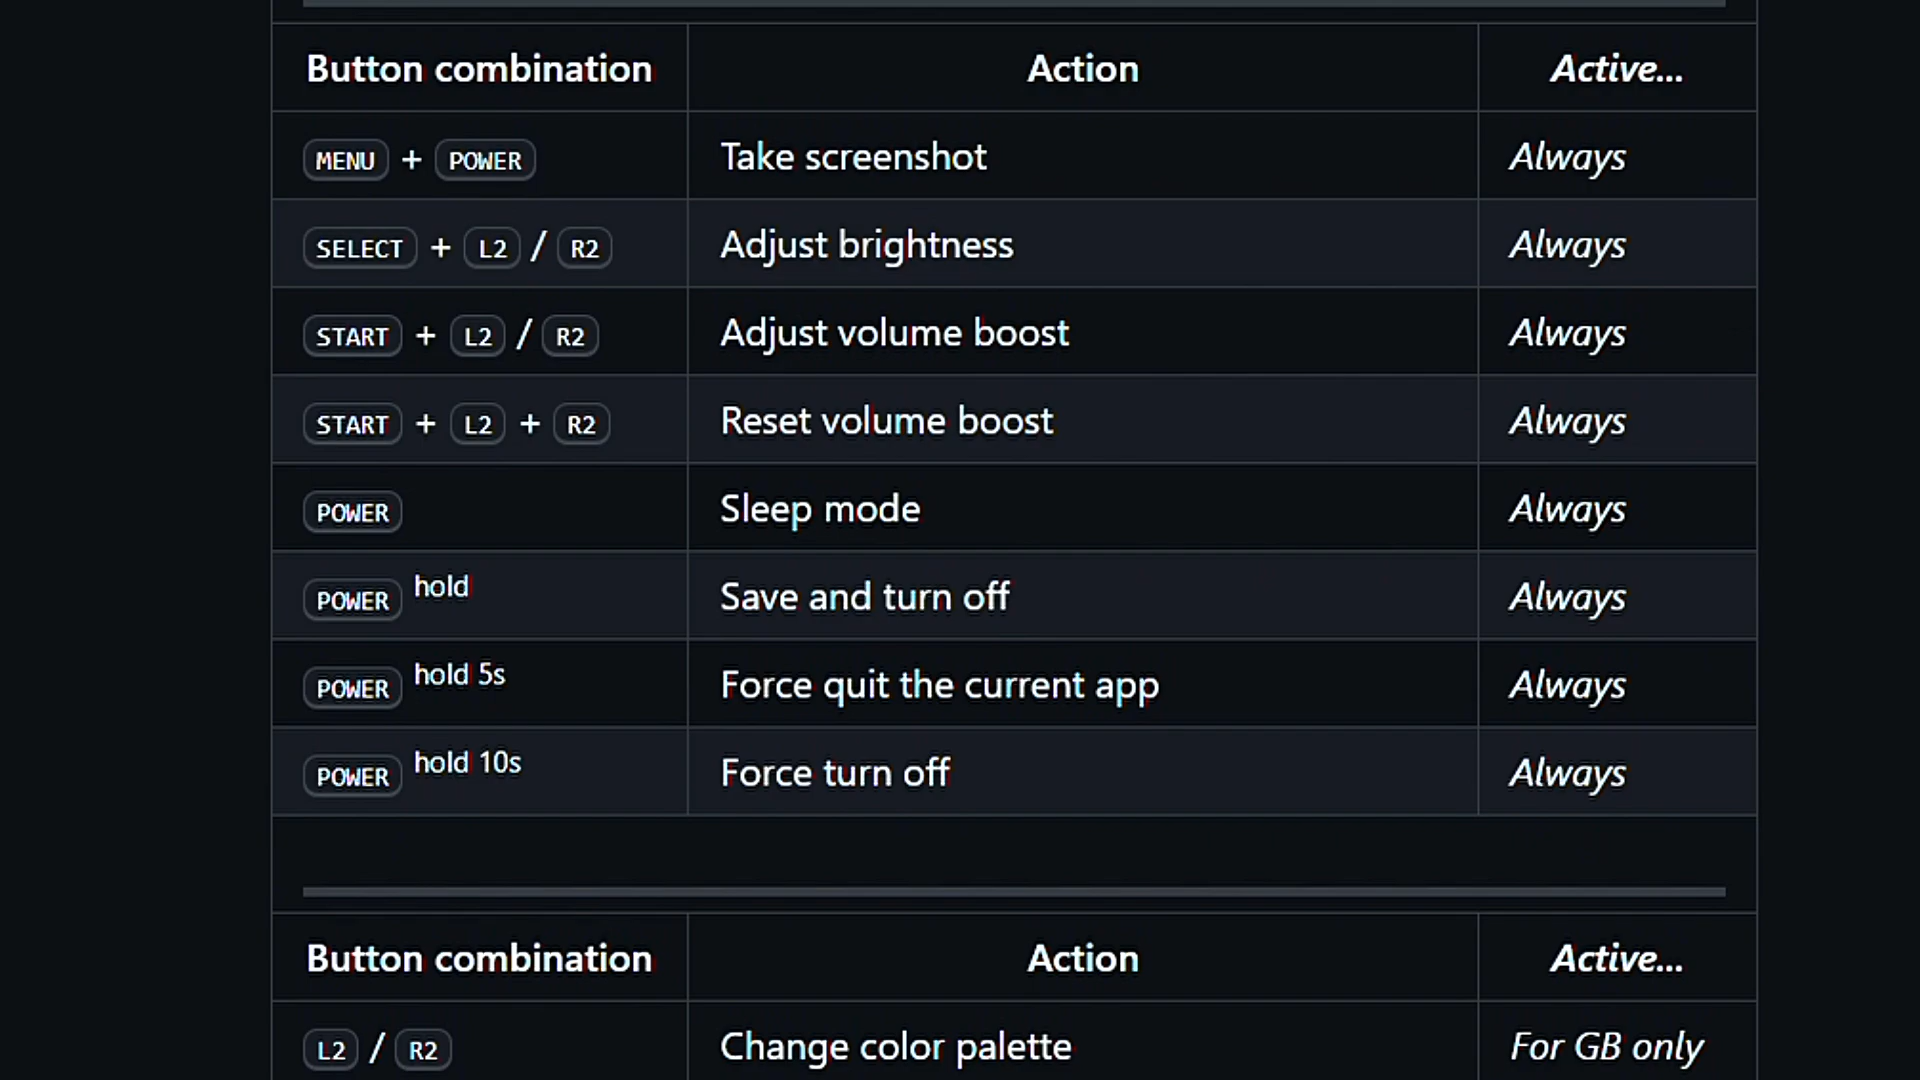 Button combination Action Active...
MENU + POWER Take screenshot Always
SELECT + L2 / R2 Adjust brightness Always
START + L2 / R2 Adjust volume boost Always
START + L2 + R2 Reset volume boost Always
POWER Sleep mode Always
POWER hold Save and turn off Always
POWER hold 5s Force quit the current app Always
POWER hold 10s Force turn off Always
Button combination Action Active...
L2 / R2 Change color palette For GB only